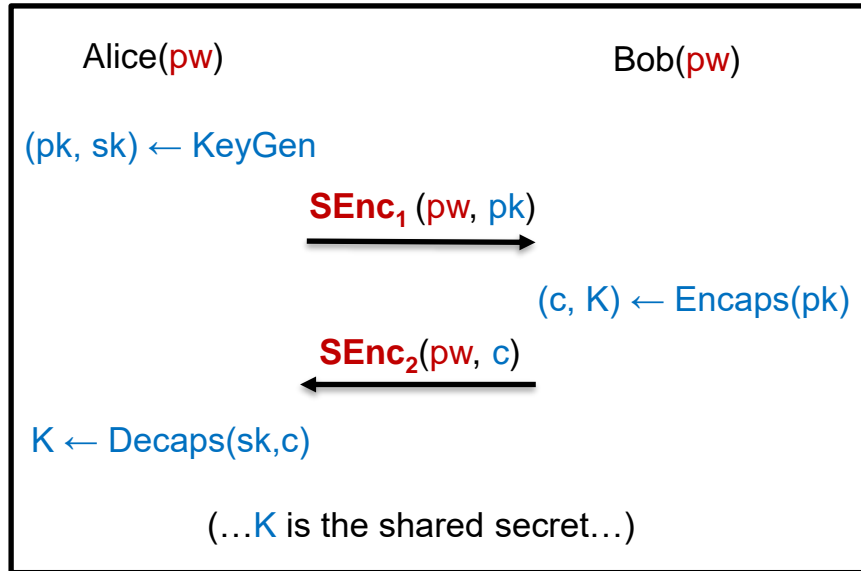 Alice(pw) Bob(pw)
(pk, sk) ← KeyGen
SEnc₁ (pw, pk)
(c, K) ← Encaps(pk)
SEnc₂(pw, c)
K ← Decaps(sk,c)
(…K is the shared secret…)